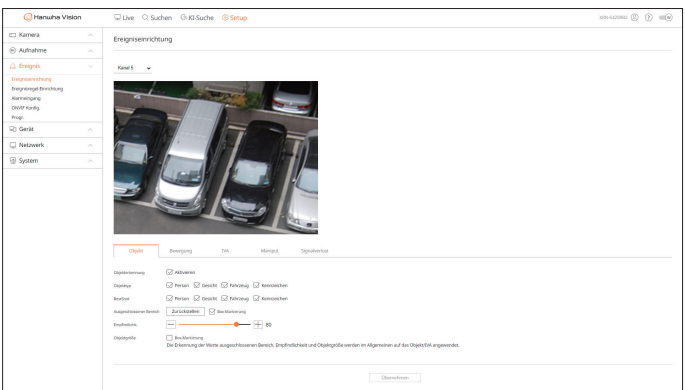 Hanwha Vision
Live Suchen KI-Suche Setup
Kamera
Aufnahme
Ereignis
Ereigniseinrichtung
Ereignisregel-Einrichtung
Alarmeingang
ONVIF Konfig.
Progr.
Gerät
Netzwerk
System
Ereigniseinrichtung
Kanal 5
Objekt Bewegung IVA Manipul. Signalverlust
Objekterkennung Aktivieren
Objekttyp Person Gesicht Fahrzeug Kennzeichen
BestShot Person Gesicht Fahrzeug Kennzeichen
Ausgeschlossener Bereich Zurückstellen Box-Markierung
Empfindlichk. 80
Objektgröße Box-Markierung
Die Erkennung der Werte ausgeschlossenen Bereich, Empfindlichkeit und Objektgröße werden im Allgemeinen auf das Objekt/IVA angewendet.
Übernehmen